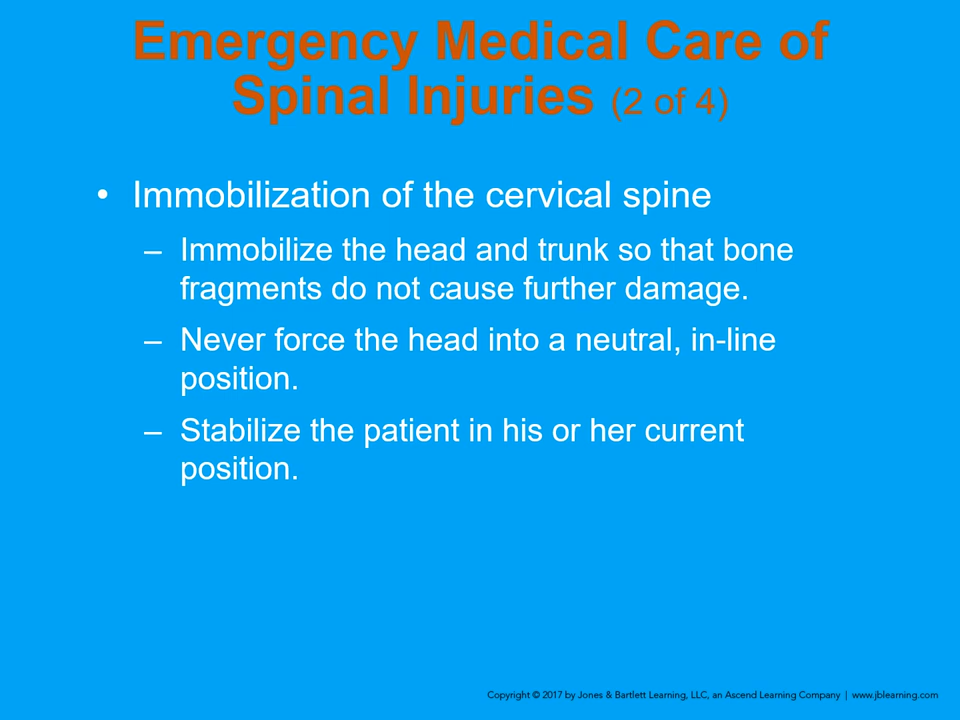 Emergency Medical Care of
Spinal Injuries (2 of 4)
• Immobilization of the cervical spine
– Immobilize the head and trunk so that bone
fragments do not cause further damage.
– Never force the head into a neutral, in-line
position.
– Stabilize the patient in his or her current
position.
Copyright © 2017 by Jones & Bartlett Learning, LLC, an Ascend Learning Company | www.jblearning.com